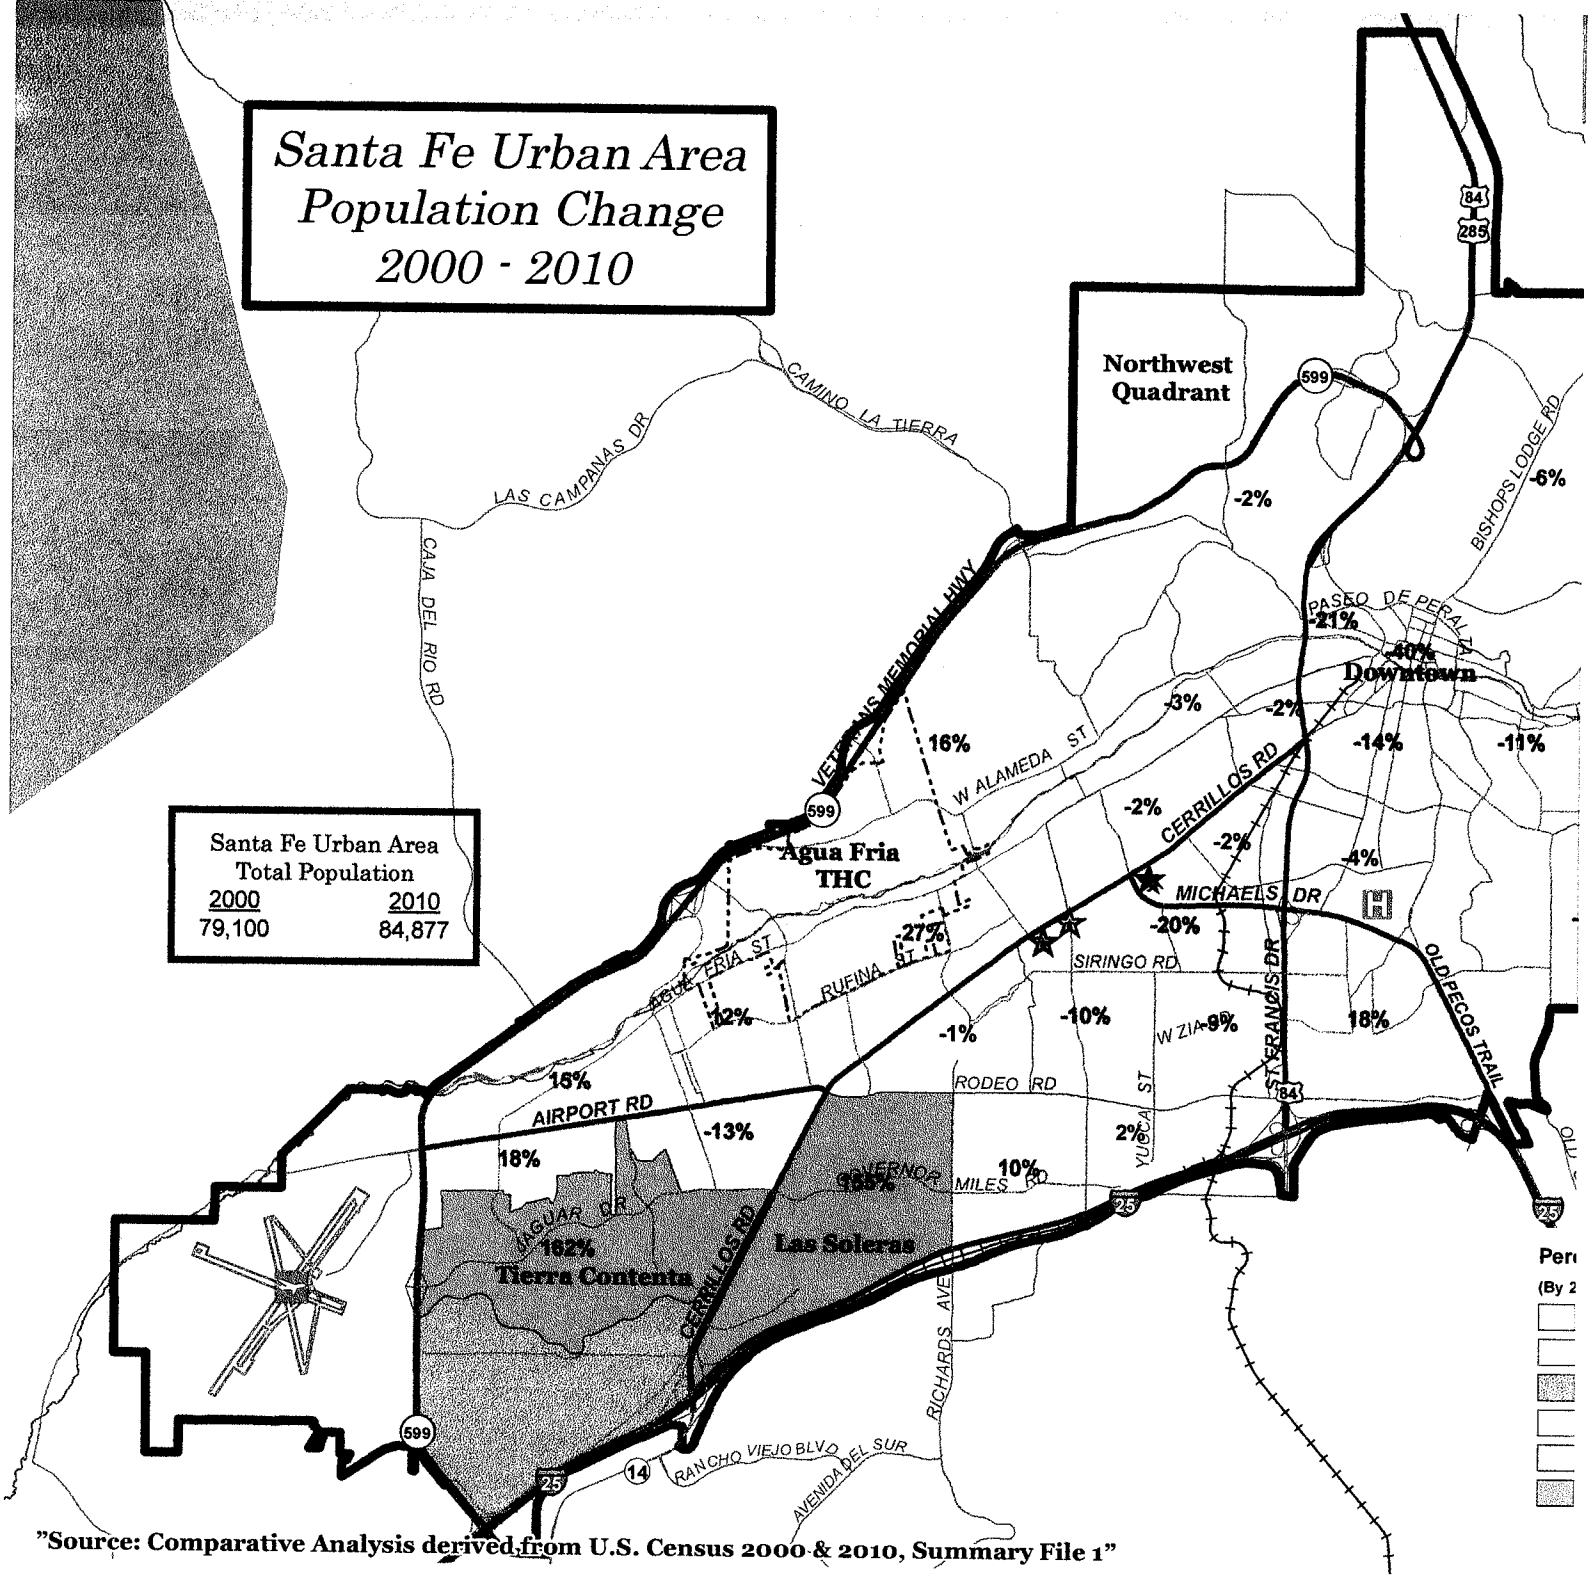 Santa Fe Urban Area
Population Change
2000 - 2010
84
285
Northwest
Quadrant
599
CAMINO LA TIERRA
LAS CAMPANAS DR
BISHOPS LODGE RD
-6%
-2%
CAJA DEL RIO RD
VETERANS MEMORIAL HWY
PASEO DE PERALTA
-21%
-40%
Downtown
-3%
-2%
16%
-14%
-11%
W ALAMEDA ST
CERRILLOS RD
599
-2%
-2%
Santa Fe Urban Area
Total Population
2000 2010
79,100 84,877
Agua Fria
THC
-4%
MICHAELS DR
H
-27%
-20%
AGUA FRIA ST
RUFINA ST
SIRINGO RD
ST FRANCIS DR
OLD PECOS TRAIL
12%
-1%
-10%
W ZIA
-9%
18%
15%
RODEO RD
84
AIRPORT RD
-13%
2%
YUCCA ST
18%
GOVERNOR MILES RD
10%
25
25
JAGUAR DR
162%
Tierra Contenta
CERRILLOS RD
Las Soleras
RICHARDS AVE
(By 2
599
25
14
RANCHO VIEJO BLVD
AVENIDA DEL SUR
"Source: Comparative Analysis derived from U.S. Census 2000 & 2010, Summary File 1"